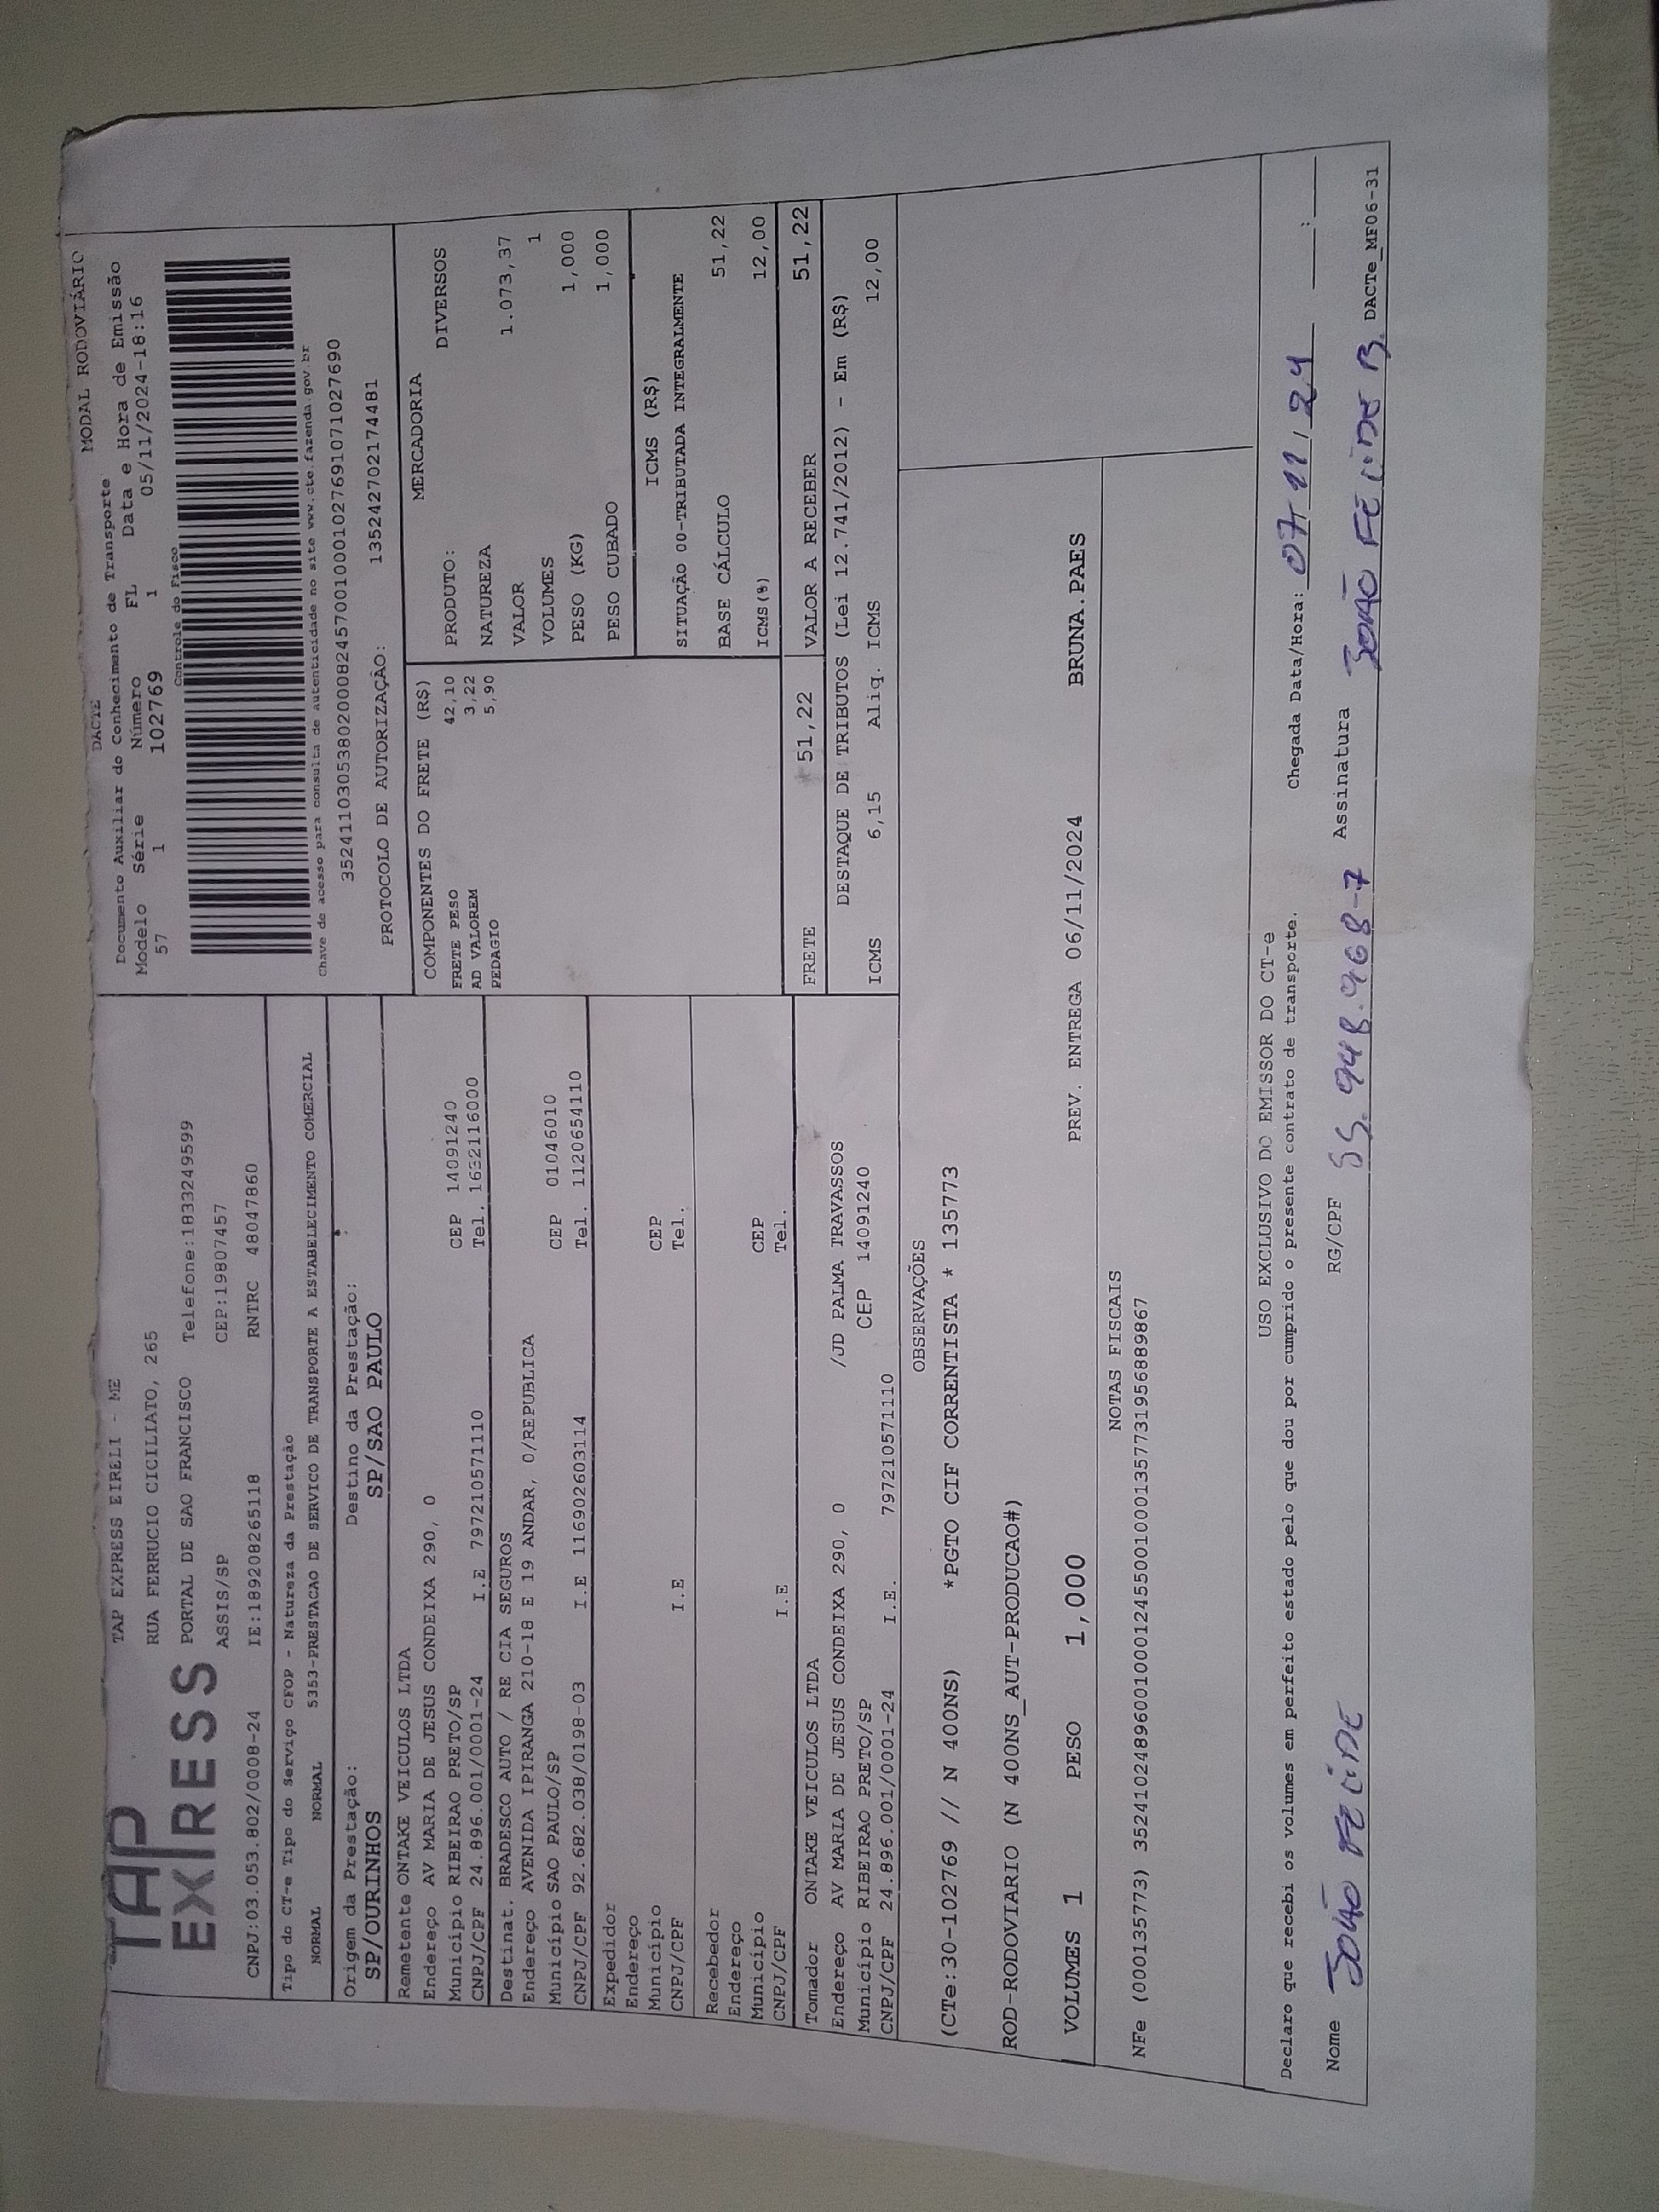 TAP
EXPRESS
TAP EXPRESS EIRELI - ME
RUA FERRUCIO CICILIATO, 265
PORTAL DE SAO FRANCISCO Telefone:1833249599
ASSIS/SP CEP:19807457
CNPJ:03.053.802/0008-24 IE:189208265118 RNTRC 48047860
DACTE MODAL RODOVIÁRIO
Documento Auxiliar do Conhecimento de Transporte
Modelo Série Número FL Data e Hora de Emissão
57 1 102769 1 05/11/2024-18:16
Controle do Fisco
Chave de acesso para consulta de autenticidade no site www.cte.fazenda.gov.br
35241103053802000824570010001027691071027690
PROTOCOLO DE AUTORIZAÇÃO: 135242702174481
Tipo do CT-e Tipo do Serviço CFOP - Natureza da Prestação
NORMAL NORMAL 5353-PRESTACAO DE SERVICO DE TRANSPORTE A ESTABELECIMENTO COMERCIAL
Origem da Prestação: Destino da Prestação:
SP/OURINHOS SP/SAO PAULO
Remetente ONTAKE VEICULOS LTDA
Endereço AV MARIA DE JESUS CONDEIXA 290, 0
Município RIBEIRAO PRETO/SP CEP 14091240
CNPJ/CPF 24.896.001/0001-24 I.E 797210571110 Tel. 1632116000
Destinat. BRADESCO AUTO / RE CIA SEGUROS
Endereço AVENIDA IPIRANGA 210-18 E 19 ANDAR, 0/REPUBLICA
Município SAO PAULO/SP CEP 01046010
CNPJ/CPF 92.682.038/0198-03 I.E 116902603114 Tel. 1120654110
Expedidor
Endereço
Município CEP
CNPJ/CPF I.E Tel.
Recebedor
Endereço
Município CEP
CNPJ/CPF I.E Tel.
Tomador ONTAKE VEICULOS LTDA
Endereço AV MARIA DE JESUS CONDEIXA 290, 0 /JD PALMA TRAVASSOS
Município RIBEIRAO PRETO/SP CEP 14091240
CNPJ/CPF 24.896.001/0001-24 I.E. 797210571110
COMPONENTES DO FRETE (R$)
FRETE PESO 42,10
AD VALOREM 3,22
PEDAGIO 5,90
MERCADORIA
PRODUTO: DIVERSOS
NATUREZA
VALOR 1.073,37
VOLUMES 1
PESO (KG) 1,000
PESO CUBADO 1,000
ICMS (R$)
SITUAÇÃO 00-TRIBUTADA INTEGRALMENTE
BASE CÁLCULO 51,22
ICMS(%) 12,00
FRETE 51,22 VALOR A RECEBER 51,22
DESTAQUE DE TRIBUTOS (Lei 12.741/2012) - Em (R$)
ICMS 6,15 Aliq. ICMS 12,00
OBSERVAÇÕES
(CTe:30-102769 // N 400NS) *PGTO CIF CORRENTISTA * 135773
ROD-RODOVIARIO (N 400NS_AUT-PRODUCAO#)
VOLUMES 1 PESO 1,000 PREV. ENTREGA 06/11/2024 BRUNA.PAES
NOTAS FISCAIS
NFe (000135773) 35241024896001000124550010001357731956889867
USO EXCLUSIVO DO EMISSOR DO CT-e
Declaro que recebi os volumes em perfeito estado pelo que dou por cumprido o presente contrato de transporte. Chegada Data/Hora: 07/11/24 __:__
Nome João Felide RG/CPF 55.948.968-7 Assinatura João Felide B. DACTe_MF06-31